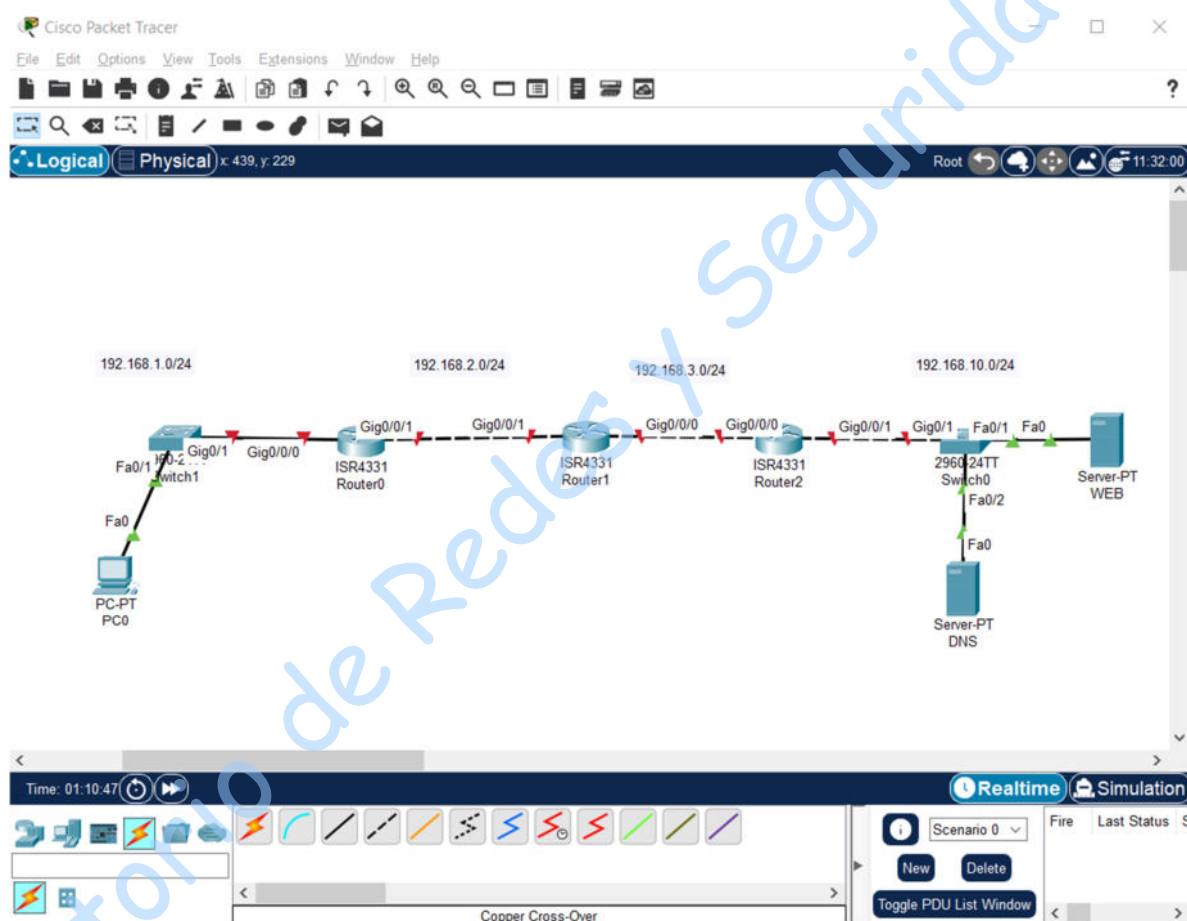 Cisco Packet Tracer
File Edit Options View Tools Extensions Window Help
?
Logical Physical x: 439, y: 229 Root 11:32:00
192.168.1.0/24 192.168.2.0/24 192.168.3.0/24 192.168.10.0/24
Gig0/1 Gig0/0/0 Gig0/0/1 Gig0/0/1 Gig0/0/0 Gig0/0/0 Gig0/0/1 Gig0/1 Fa0/1 Fa0
Fa0/1
ISR4331 ISR4331 ISR4331 2960-24TT Server-PT
Router0 Router1 Router2 Switch0 WEB
Fa0/2
Fa0 Fa0
PC-PT
PC0
Server-PT
DNS
de Redes Y
Time: 01:10:47 Realtime Simulation
Scenario 0 Fire Last Status
New Delete
Toggle PDU List Window
Copper Cross-Over